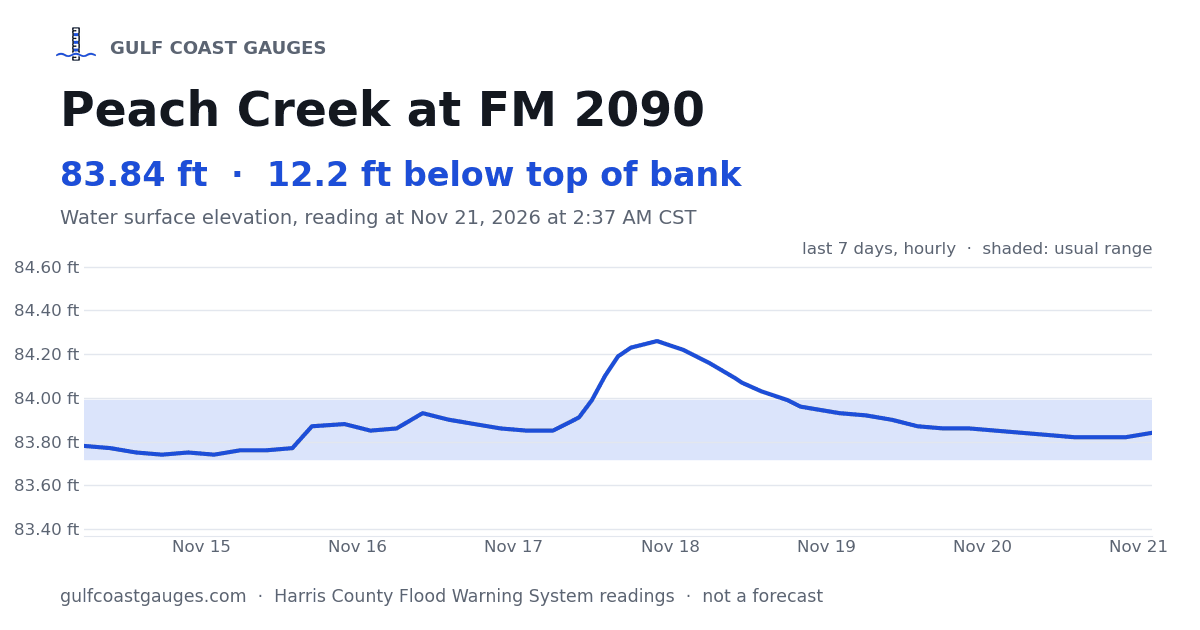 GULF COAST GAUGES
Peach Creek at FM 2090
83.84 ft · 12.2 ft below top of bank
Water surface elevation, reading at Nov 21, 2026 at 2:37 AM CST
last 7 days, hourly · shaded: usual range
84.60 ft
84.40 ft
84.20 ft
84.00 ft
83.80 ft
83.60 ft
83.40 ft
Nov 15 Nov 16 Nov 17 Nov 18 Nov 19 Nov 20 Nov 21
gulfcoastgauges.com · Harris County Flood Warning System readings · not a forecast